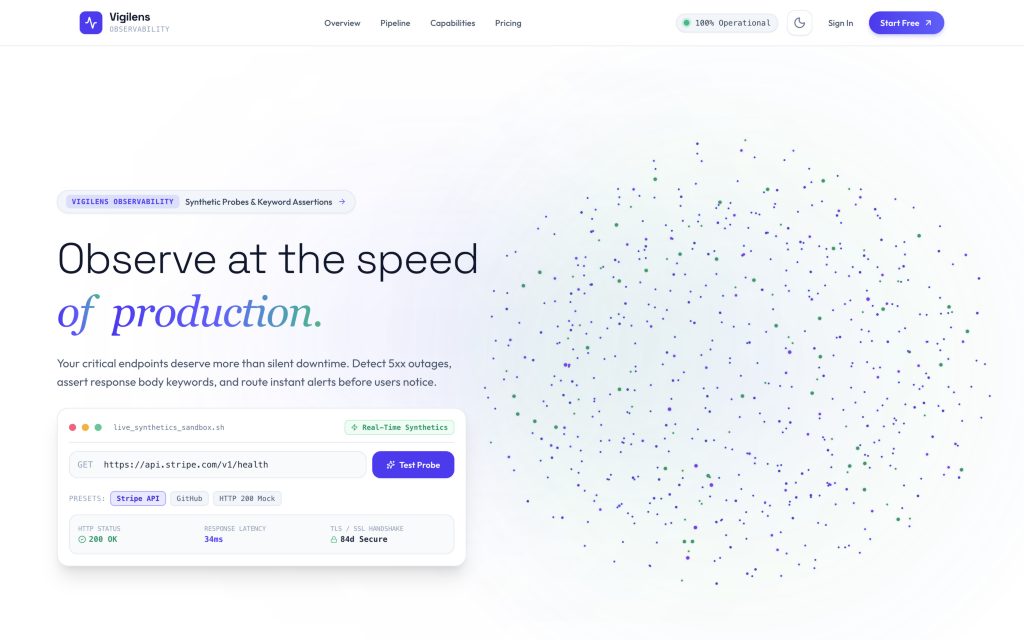 Vigilens
OBSERVABILITY
Overview
Pipeline
Capabilities
Pricing
100% Operational
Sign In
Start Free
VIGILENS OBSERVABILITY Synthetic Probes & Keyword Assertions →
Observe at the speed
of production.
Your critical endpoints deserve more than silent downtime. Detect 5xx outages,
assert response body keywords, and route instant alerts before users notice.
live_synthetics_sandbox.sh
Real-Time Synthetics
GET https://api.stripe.com/v1/health
Test Probe
PRESETS: Stripe API GitHub HTTP 200 Mock
HTTP STATUS
200 OK
RESPONSE LATENCY
34ms
TLS / SSL HANDSHAKE
84d Secure